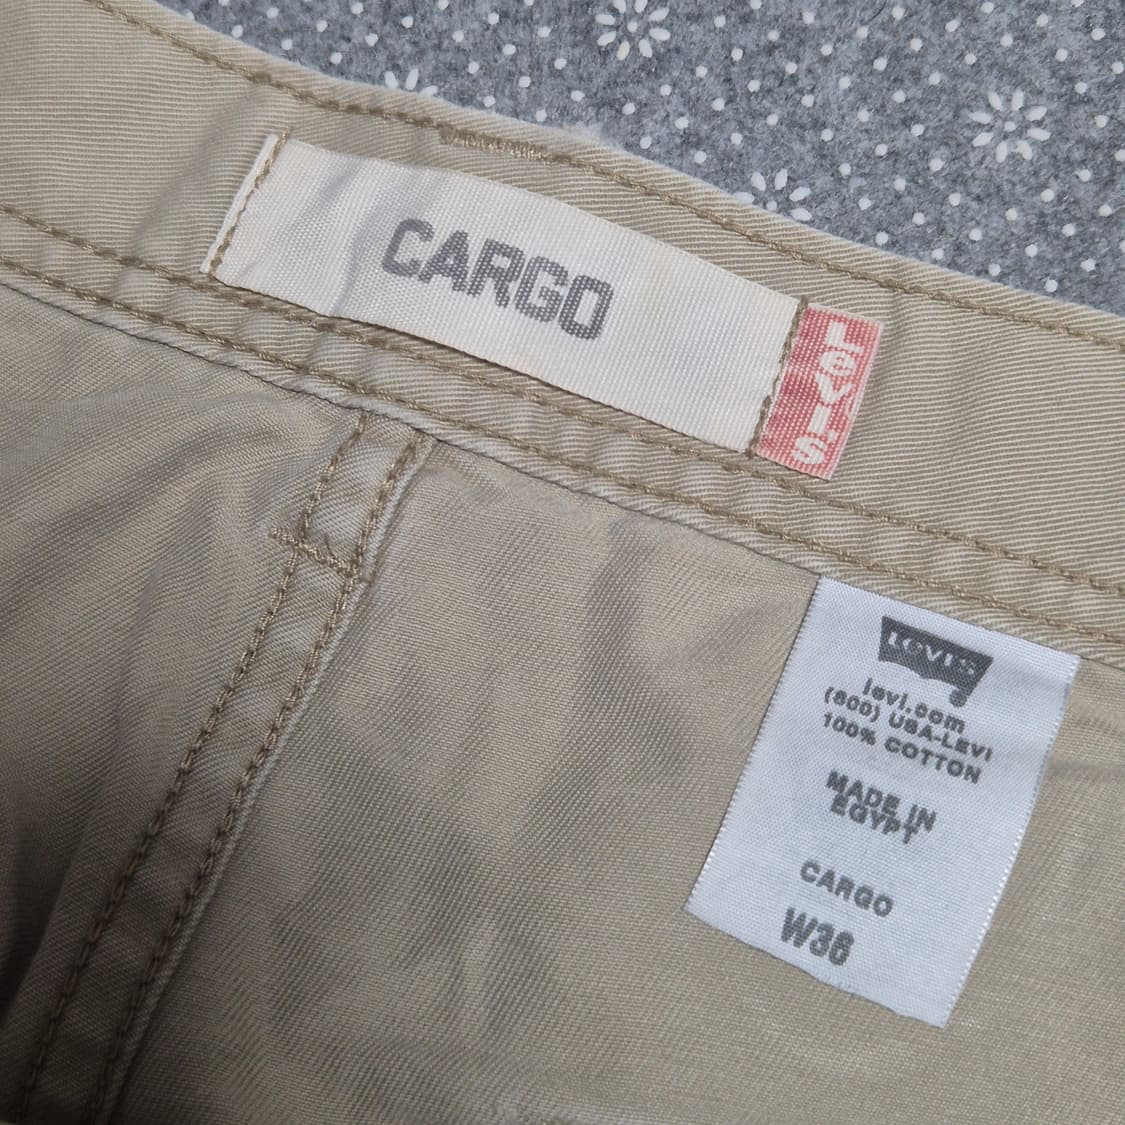 CARGO
Levi's
Levi's
levi.com
(800) USA-LEVI
100% COTTON
MADE IN
EGYPT
CARGO
W36